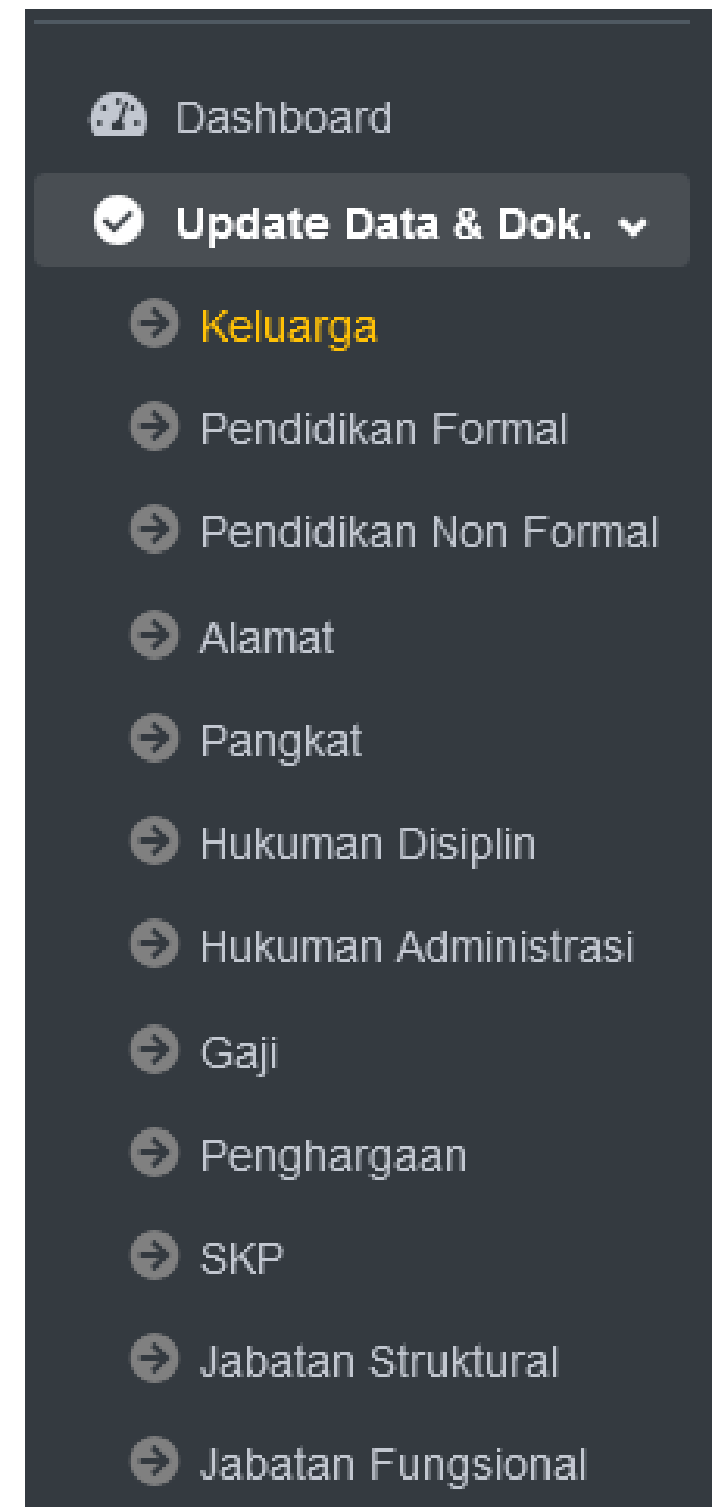 Dashboard
Update Data & Dok.
Keluarga
Pendidikan Formal
Pendidikan Non Formal
Alamat
Pangkat
Hukuman Disiplin
Hukuman Administrasi
Gaji
Penghargaan
SKP
Jabatan Struktural
Jabatan Fungsional